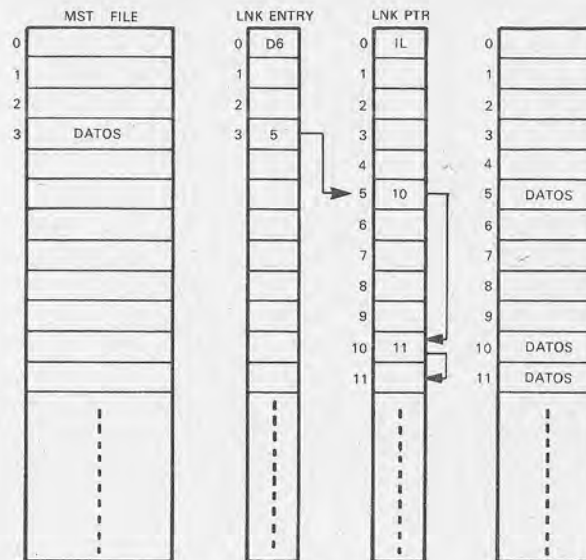 MST FILE LNK ENTRY LNK PTR
0 0 D6 0 IL 0
1 1 1 1
2 2 2 2
3 DATOS 3 5 3 3
4 4
5 10 5 DATOS
6 6
7 7
8 8
9 9
10 11 10 DATOS
11 11 DATOS